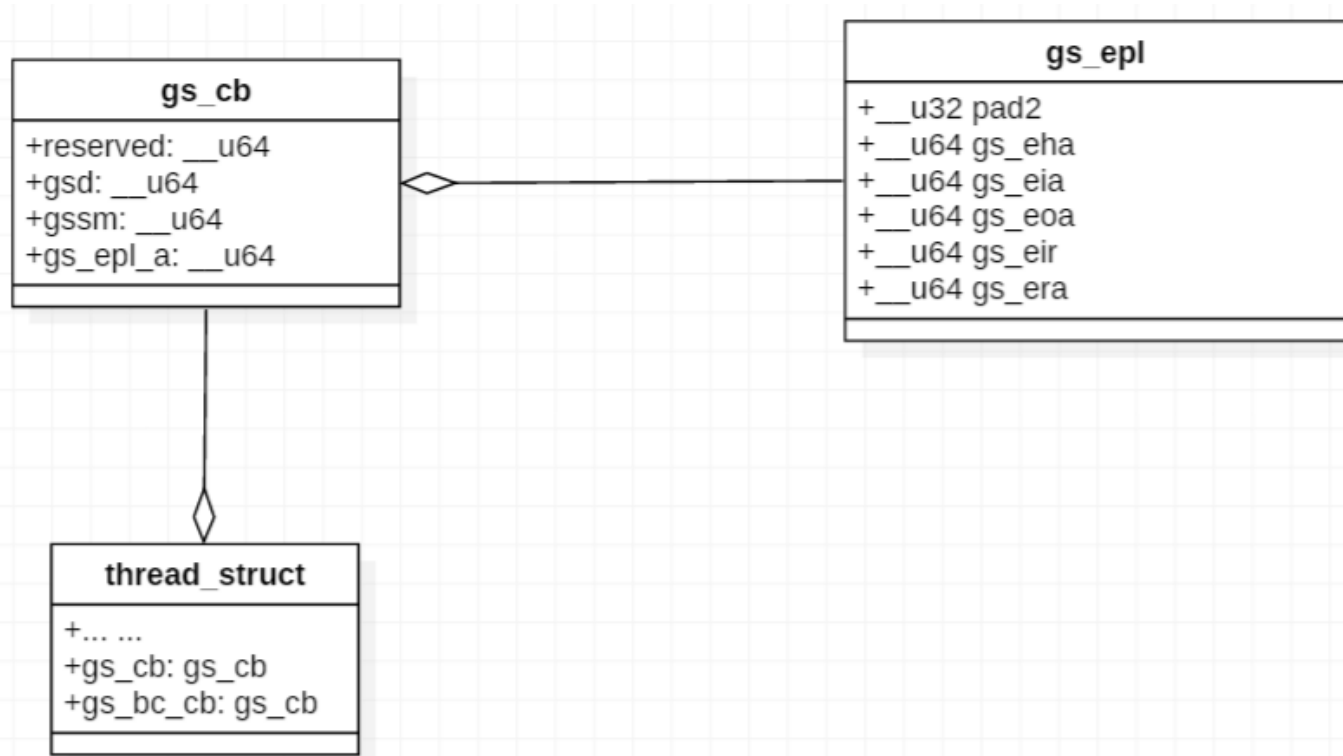 gs_cb
+reserved: __u64
+gsd: __u64
+gssm: __u64
+gs_epl_a: __u64
gs_epl
+__u32 pad2
+__u64 gs_eha
+__u64 gs_eia
+__u64 gs_eoa
+__u64 gs_eir
+__u64 gs_era
thread_struct
+... ...
+gs_cb: gs_cb
+gs_bc_cb: gs_cb